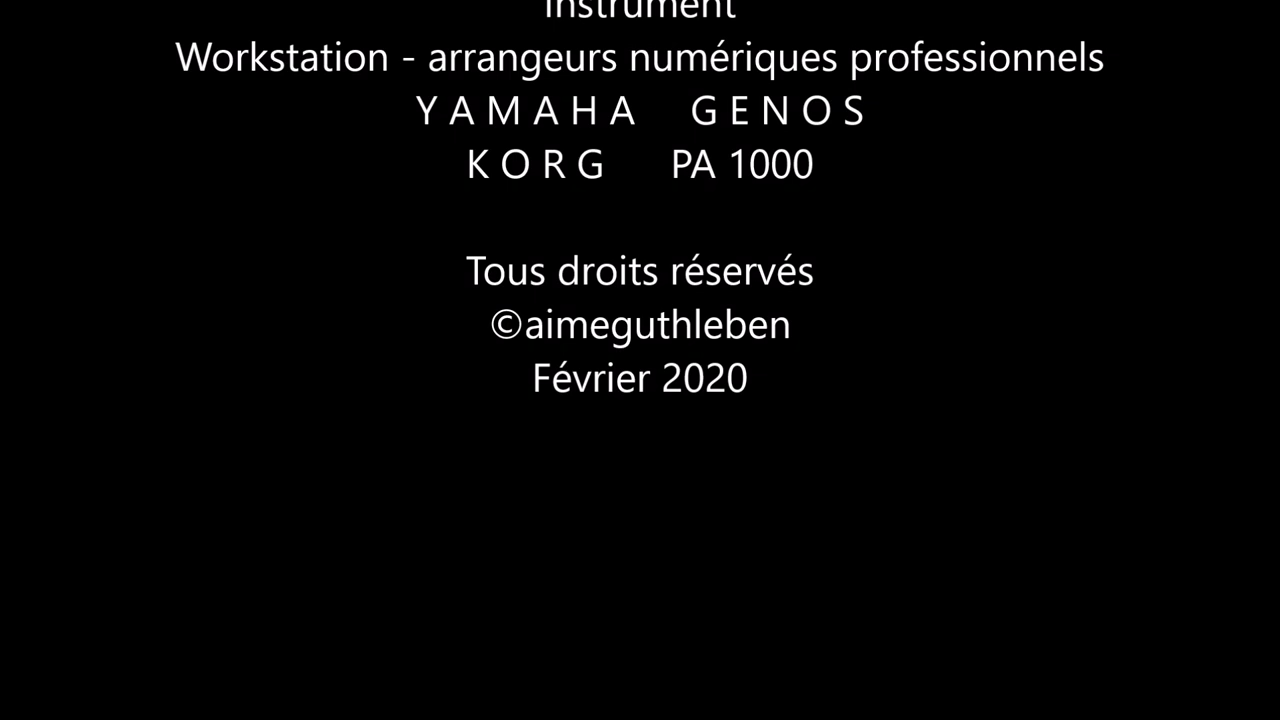 Instrument
Workstation - arrangeurs numériques professionnels
Y A M A H A G E N O S
K O R G PA 1000
Tous droits réservés
©aimeguthleben
Février 2020